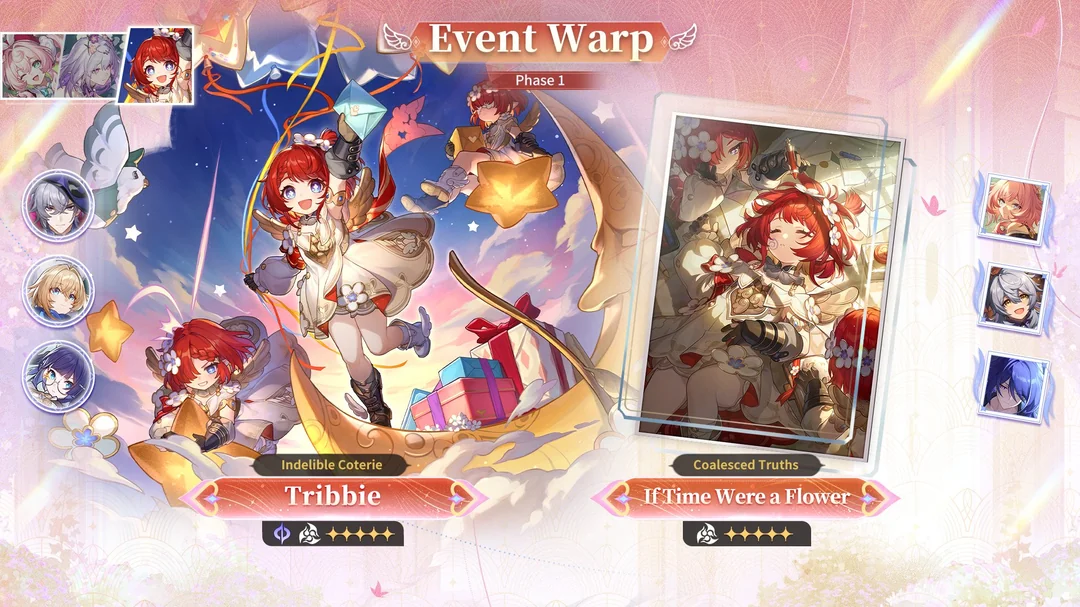 Event Warp
Phase 1
Indelible Coterie
Tribbie
Coalesced Truths
If Time Were a Flower